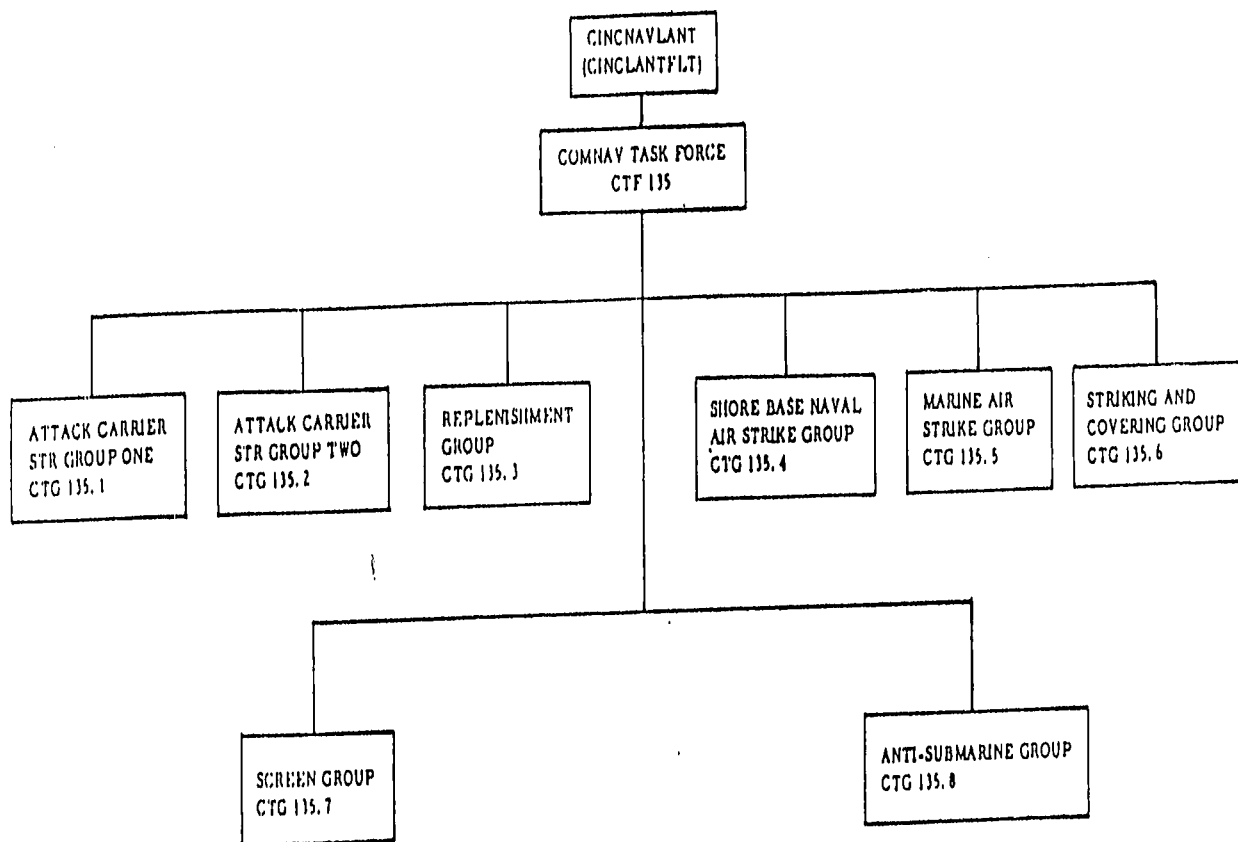 CINCNAVLANT
(CINCLANTFLT)
COMNAV TASK FORCE
CTF 135
ATTACK CARRIER
STR GROUP ONE
CTG 135.1
ATTACK CARRIER
STR GROUP TWO
CTG 135.2
REPLENISHMENT
GROUP
CTG 135.3
SHORE BASE NAVAL
AIR STRIKE GROUP
CTG 135.4
MARINE AIR
STRIKE GROUP
CTG 135.5
STRIKING AND
COVERING GROUP
CTG 135.6
SCREEN GROUP
CTG 135.7
ANTI-SUBMARINE GROUP
CTG 135.8